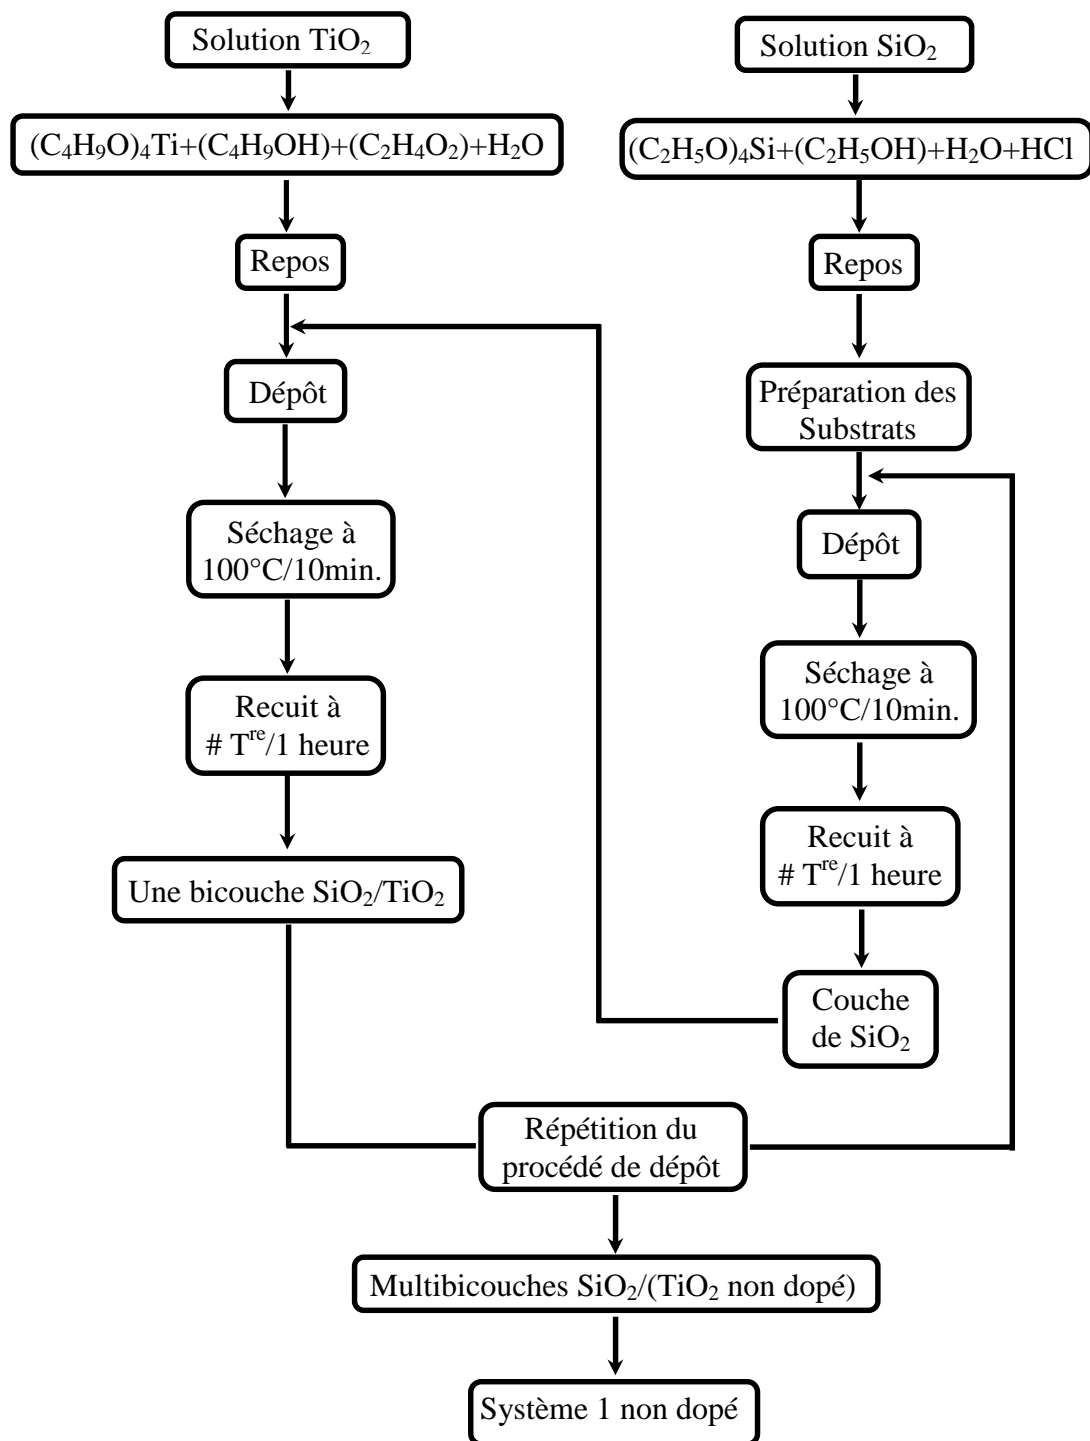 Solution TiO₂
Solution SiO₂
(C₄H₉O)₄Ti+(C₄H₉OH)+(C₂H₄O₂)+H₂O
(C₂H₅O)₄Si+(C₂H₅OH)+H₂O+HCl
Repos
Repos
Dépôt
Préparation des
Substrats
Séchage à
100°C/10min.
Dépôt
Recuit à
# Tʳᵉ/1 heure
Séchage à
100°C/10min.
Une bicouche SiO₂/TiO₂
Recuit à
# Tʳᵉ/1 heure
Couche
de SiO₂
Répétition du
procédé de dépôt
Multibicouches SiO₂/(TiO₂ non dopé)
Système 1 non dopé